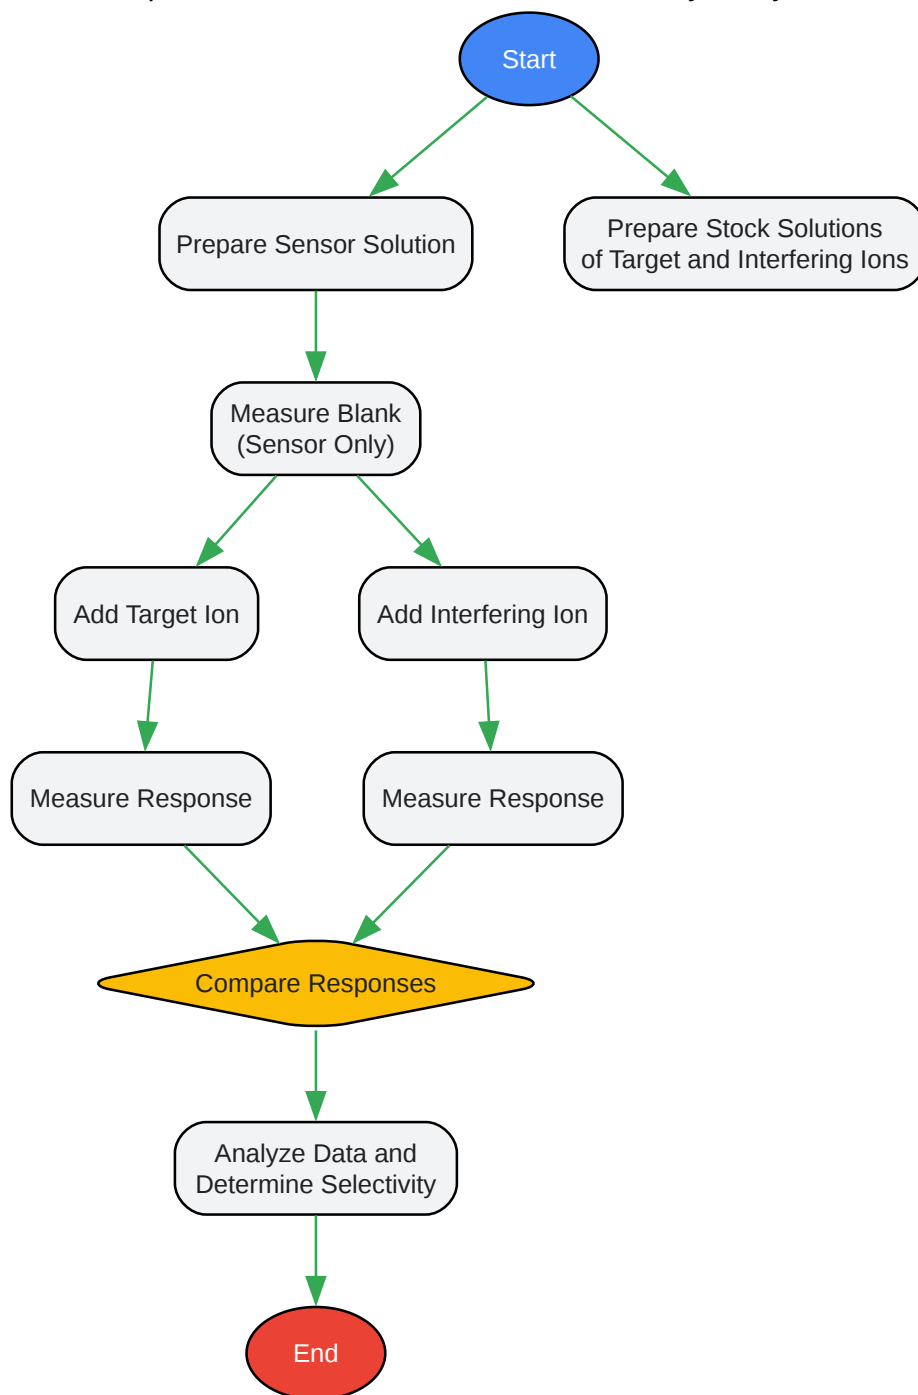 Start
Prepare Sensor Solution
Prepare Stock Solutions
of Target and Interfering Ions
Measure Blank
(Sensor Only)
Add Target Ion
Add Interfering Ion
Measure Response
Measure Response
Compare Responses
Analyze Data and
Determine Selectivity
End